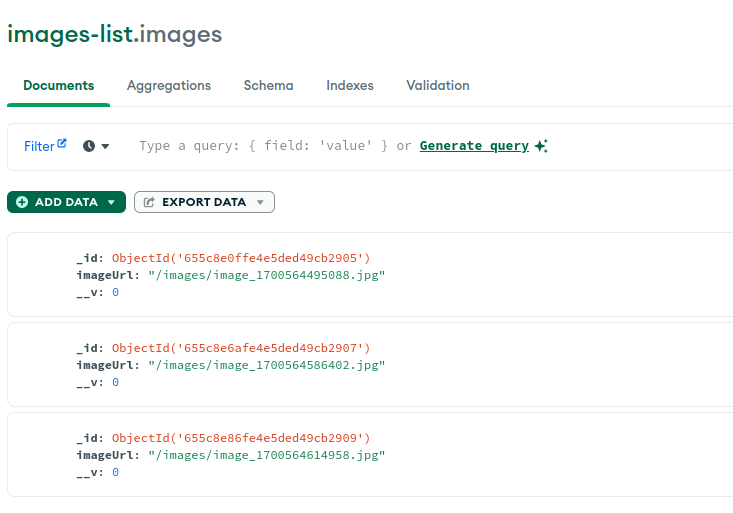 images-list.images
Documents Aggregations Schema Indexes Validation
Filter Type a query: { field: 'value' } or Generate query
ADD DATA EXPORT DATA
_id: ObjectId('655c8e0ffe4e5ded49cb2905')
imageUrl: "/images/image_1700564495088.jpg"
__v: 0
_id: ObjectId('655c8e6afe4e5ded49cb2907')
imageUrl: "/images/image_1700564586402.jpg"
__v: 0
_id: ObjectId('655c8e86fe4e5ded49cb2909')
imageUrl: "/images/image_1700564614958.jpg"
__v: 0